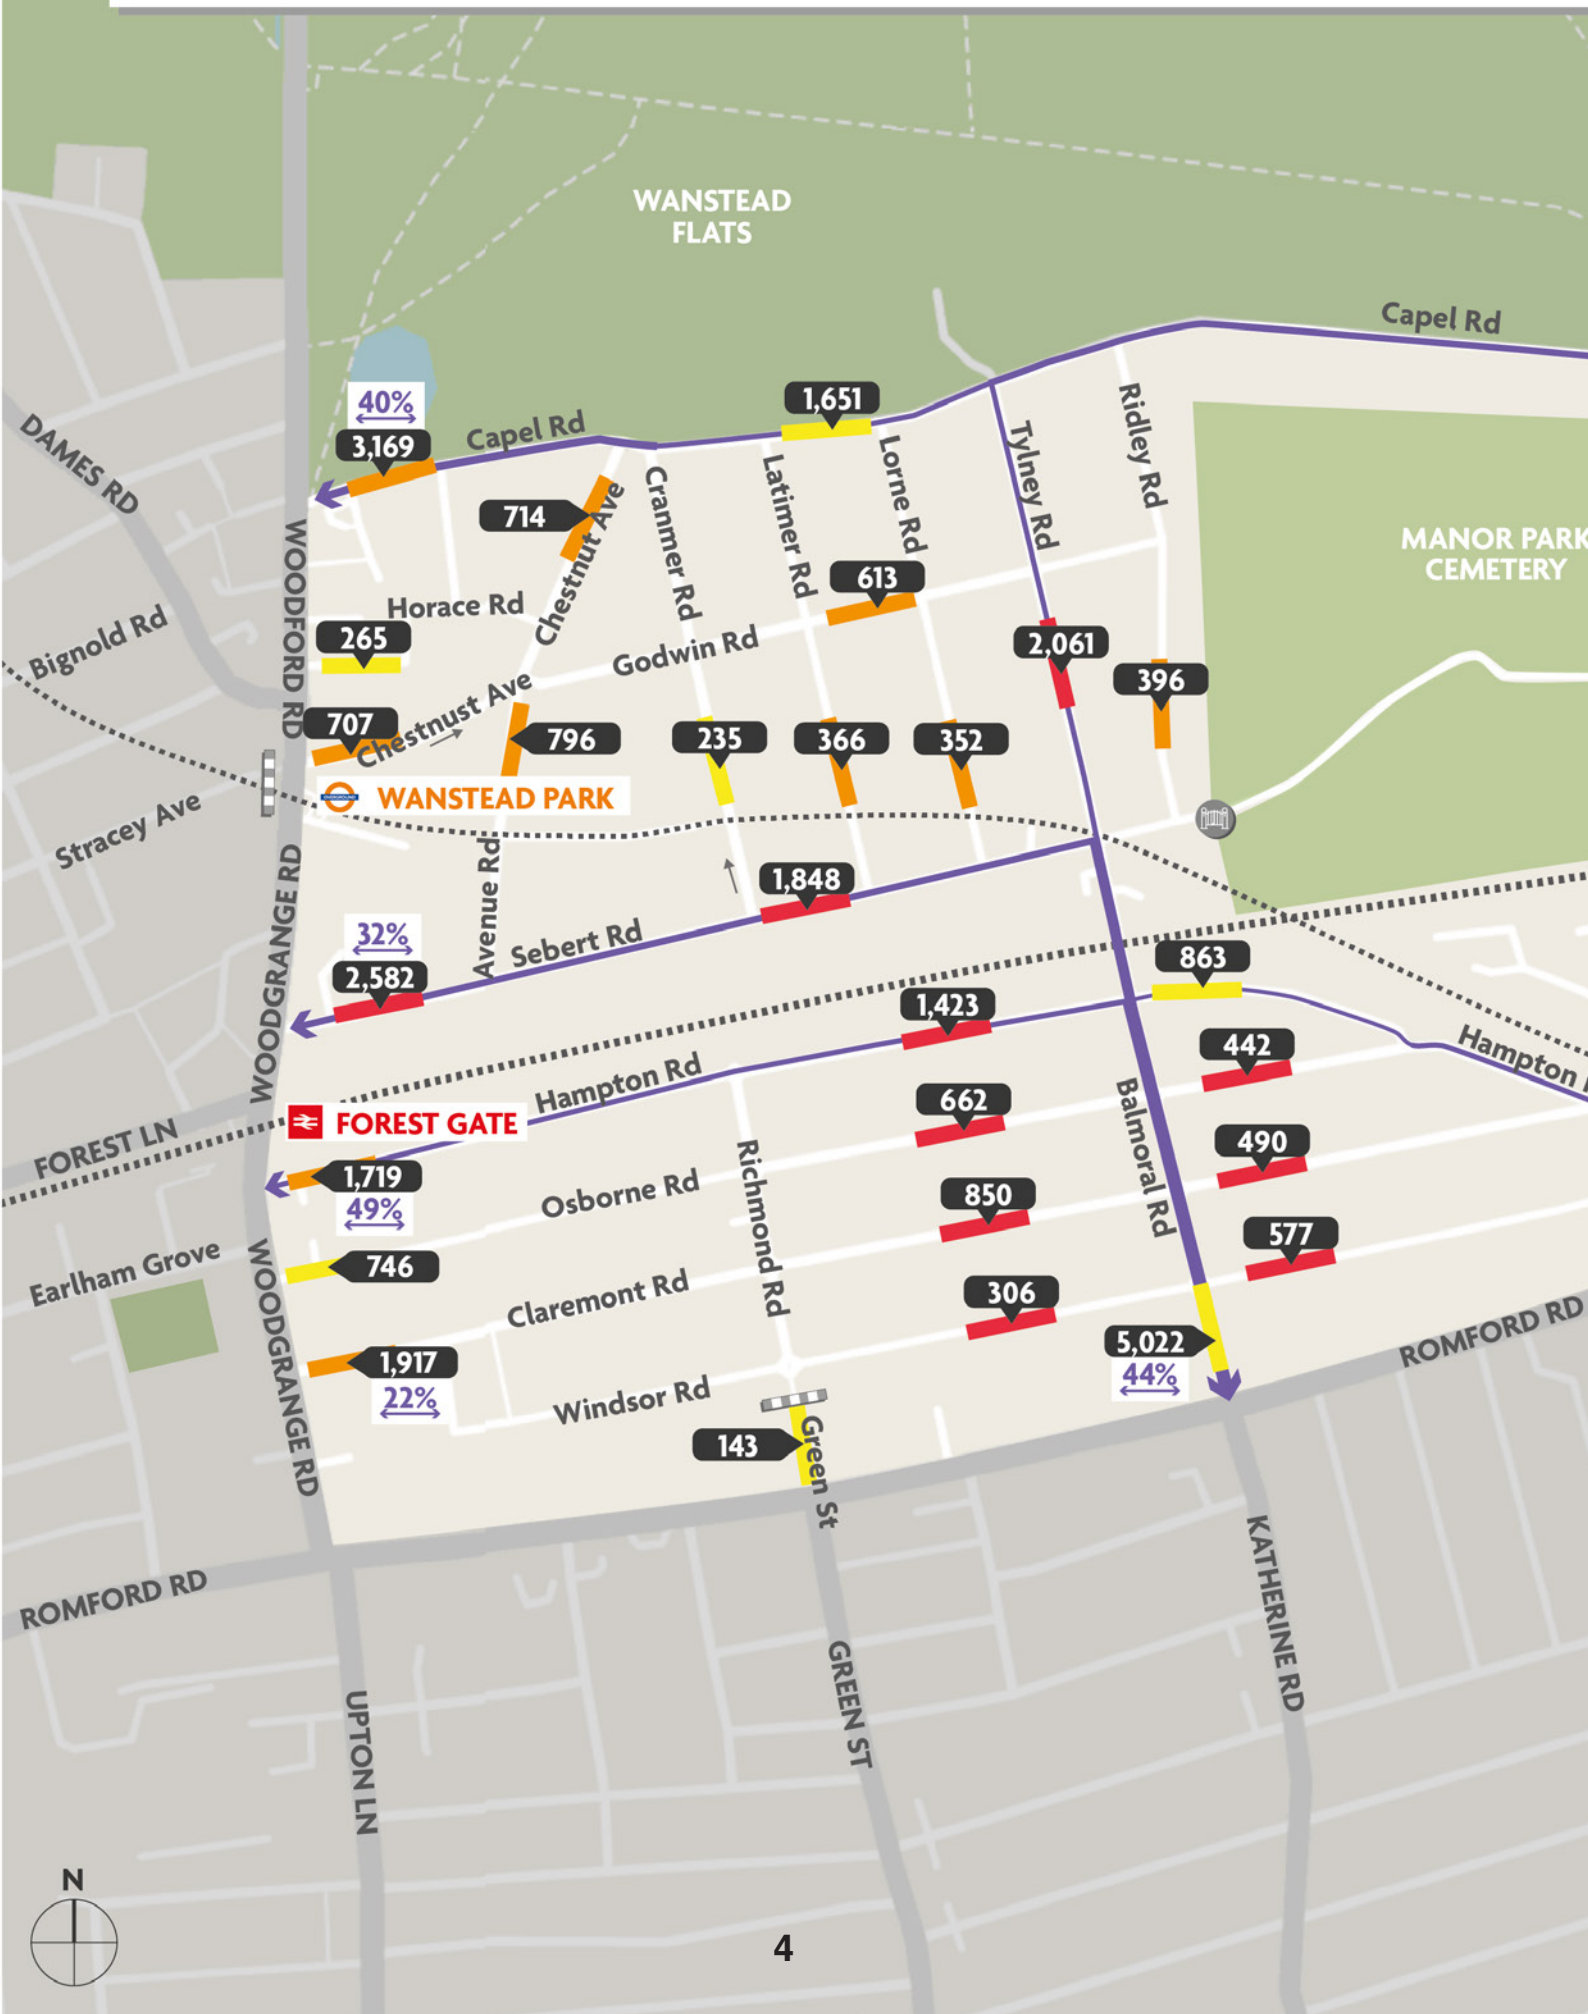 WANSTEAD
FLATS
Capel Rd
40%
3,169
Capel Rd
1,651
DAMES RD
WOODFORD RD
714
Chestnut Ave
Cranmer Rd
Latimer Rd
Lorne Rd
Tylney Rd
Ridley Rd
MANOR PARK
CEMETERY
Bignold Rd
Horace Rd
265
Godwin Rd
613
2,061
396
707
Chestnust Ave
796
235
366
352
WANSTEAD PARK
Stracey Ave
WOODGRANGE RD
Avenue Rd
1,848
32%
2,582
Sebert Rd
863
1,423
442
Hampton
Hampton Rd
FOREST LN
FOREST GATE
662
Balmoral Rd
490
1,719
49%
Osborne Rd
Richmond Rd
850
577
Earlham Grove
746
WOODGRANGE RD
Claremont Rd
306
5,022
44%
ROMFORD RD
1,917
22%
Windsor Rd
143
Green St
ROMFORD RD
UPTON LN
GREEN ST
KATHERINE RD
N
4